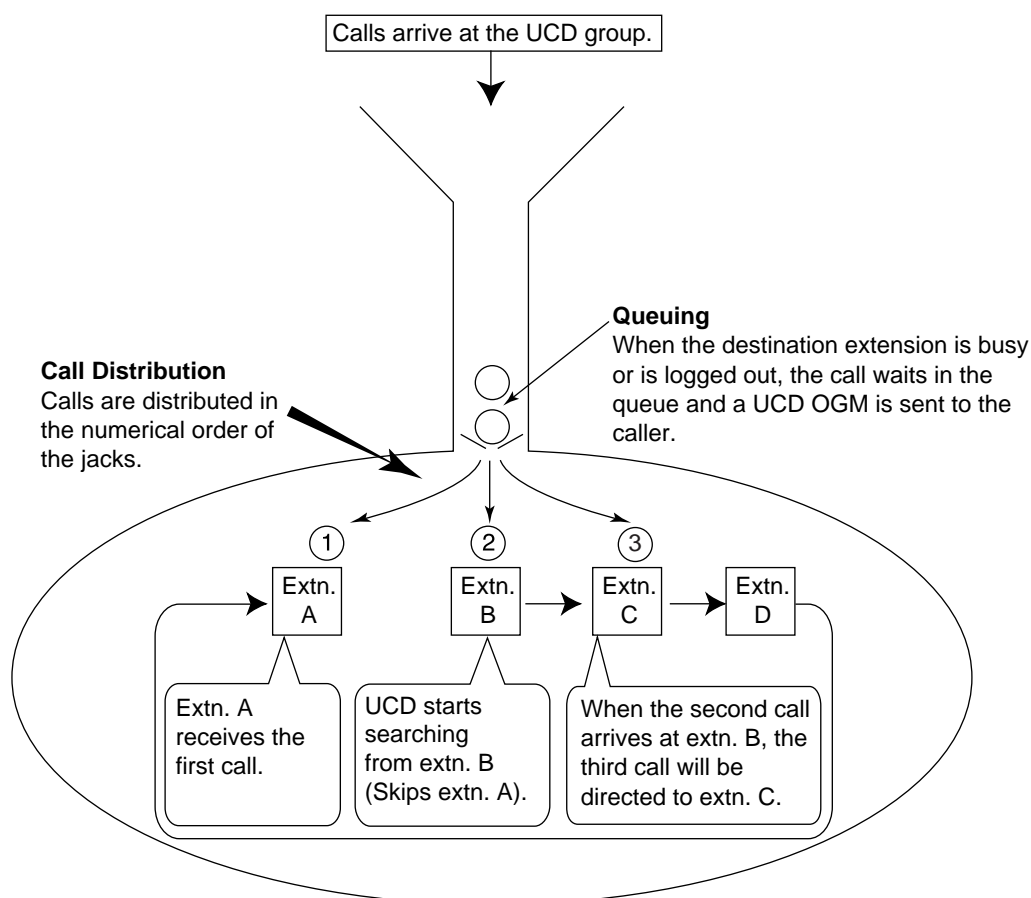 Calls arrive at the UCD group.
Queuing
When the destination extension is busy
or is logged out, the call waits in the
queue and a UCD OGM is sent to the
caller.
Call Distribution
Calls are distributed in
the numerical order of
the jacks.
1
2
3
Extn.
A
Extn.
B
Extn.
C
Extn.
D
Extn. A
receives the
first call.
UCD starts
searching
from extn. B
(Skips extn. A).
When the second call
arrives at extn. B, the
third call will be
directed to extn. C.